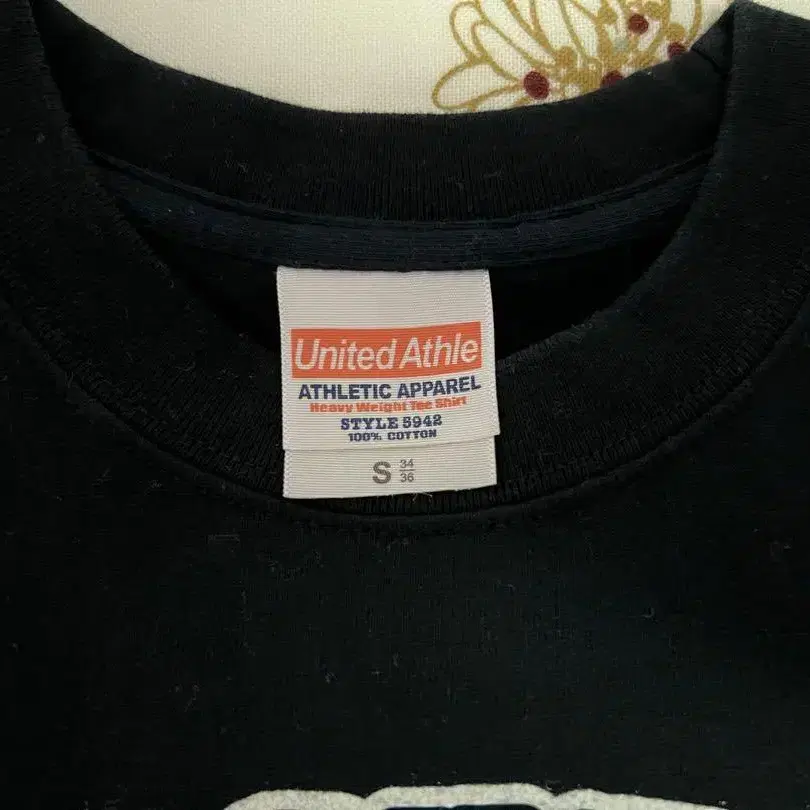 United Athle
ATHLETIC APPAREL
Heavy Weight Tee Shirt
STYLE 5942
100% COTTON
S 34/36